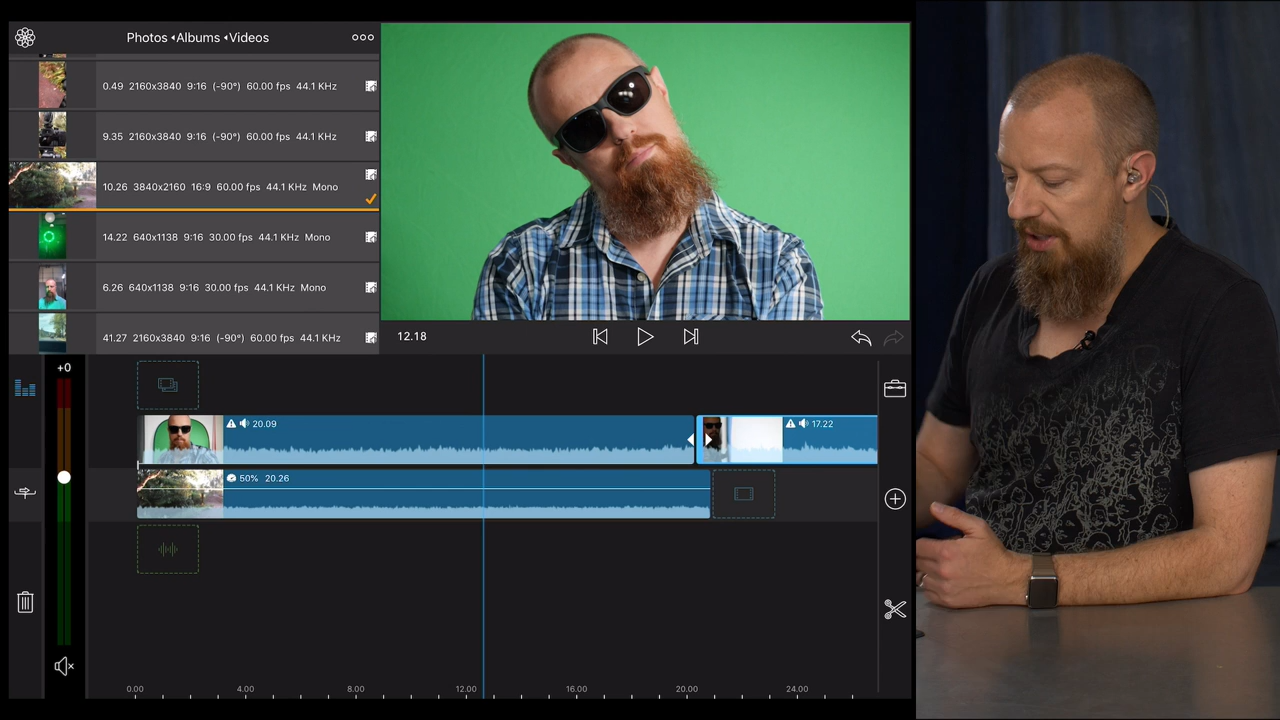 Photos ◂Albums ◂Videos
0.49 2160x3840 9:16 (-90°) 60.00 fps 44.1 KHz
9.35 2160x3840 9:16 (-90°) 60.00 fps 44.1 KHz
10.26 3840x2160 16:9 60.00 fps 44.1 KHz Mono
14.22 640x1138 9:16 30.00 fps 44.1 KHz Mono
6.26 640x1138 9:16 30.00 fps 44.1 KHz Mono
41.27 2160x3840 9:16 (-90°) 60.00 fps 44.1 KHz
12.18
+0
20.09
17.22
50% 20.26
0.00 4.00 8.00 12.00 16.00 20.00 24.00